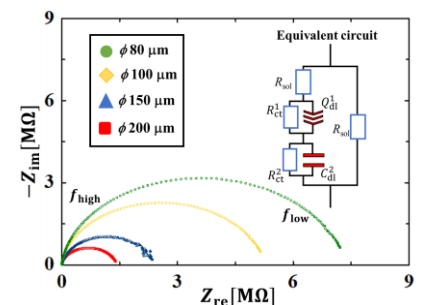 9
6
3
0
0
3
6
9
−Z_im[MΩ]
Z_re[MΩ]
ϕ 80 μm
ϕ 100 μm
ϕ 150 μm
ϕ 200 μm
f_high
f_low
Equivalent circuit
R_sol
R_ct^1
Q_dl^1
R_sol
R_ct^2
C_dl^2